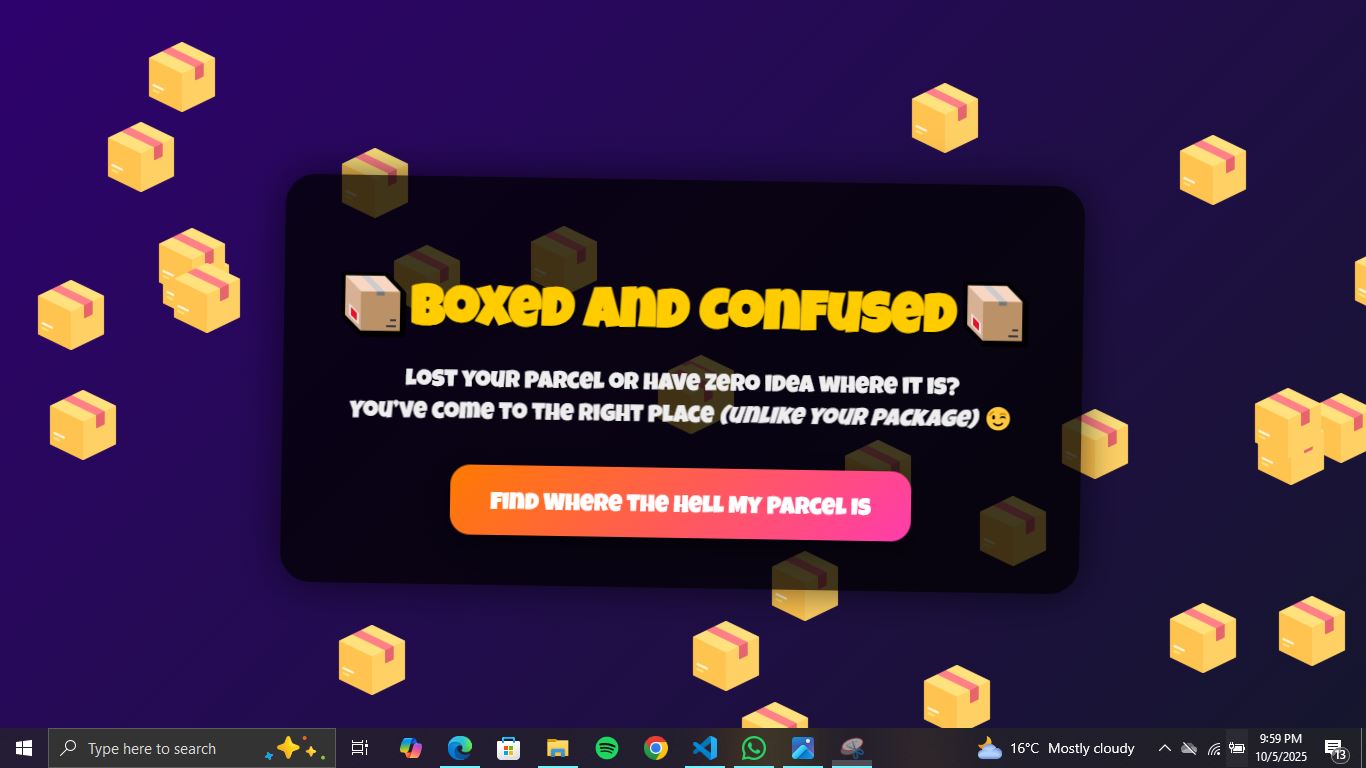 BOXED AND CONFUSED
LOST YOUR PARCEL OR HAVE ZERO IDEA WHERE IT IS?
YOU'VE COME TO THE RIGHT PLACE (UNLIKE YOUR PACKAGE) 😉
FIND WHERE THE HELL MY PARCEL IS
Type here to search
16°C Mostly cloudy
9:59 PM
10/5/2025
13